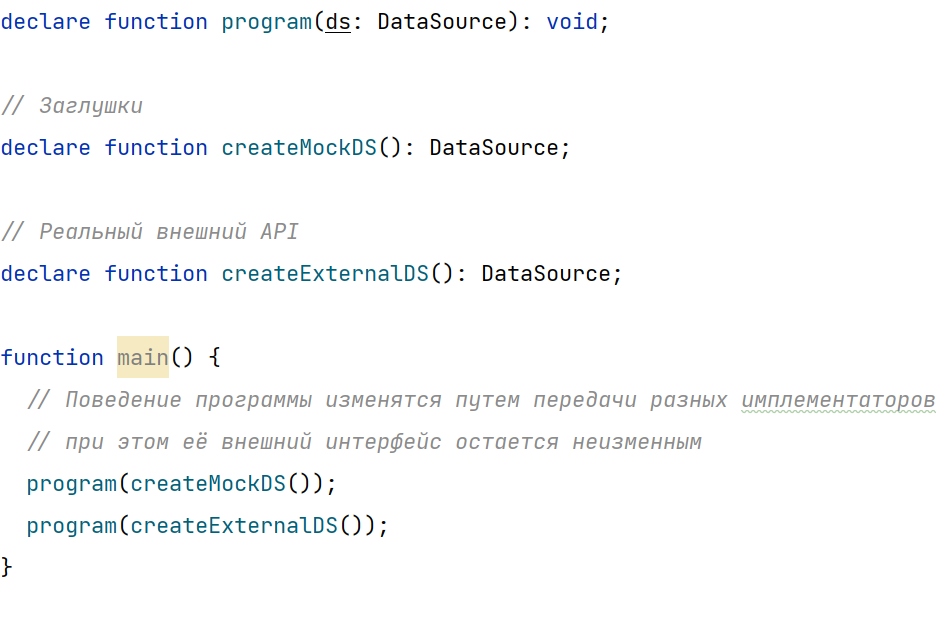 declare function program(ds: DataSource): void;
// Заглушки
declare function createMockDS(): DataSource;
// Реальный внешний API
declare function createExternalDS(): DataSource;
function main() {
// Поведение программы изменятся путем передачи разных имплементаторов
// при этом её внешний интерфейс остается неизменным
program(createMockDS());
program(createExternalDS());
}